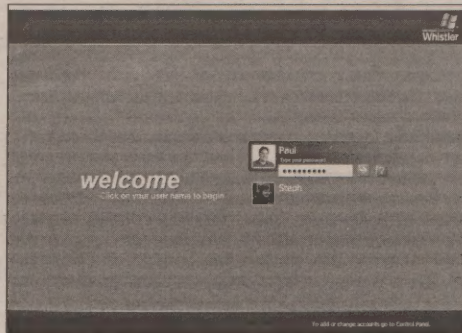 Whistler
Paul
Type your password
welcome
Click on your user name to begin
Steph
To add or change accounts go to Control Panel.